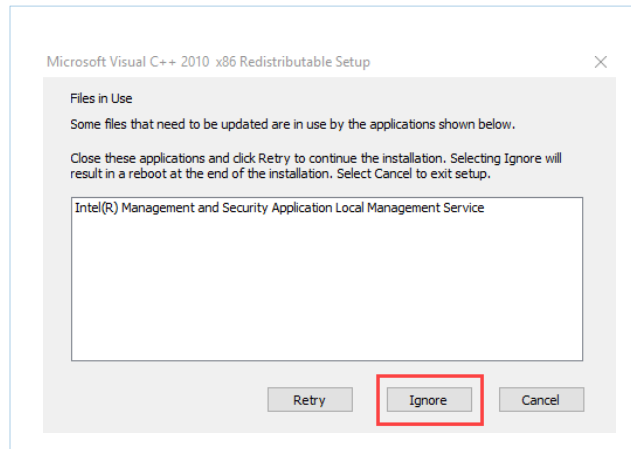 Microsoft Visual C++ 2010 x86 Redistributable Setup
Files in Use
Some files that need to be updated are in use by the applications shown below.
Close these applications and click Retry to continue the installation. Selecting Ignore will
result in a reboot at the end of the installation. Select Cancel to exit setup.
Intel(R) Management and Security Application Local Management Service
Retry Ignore Cancel